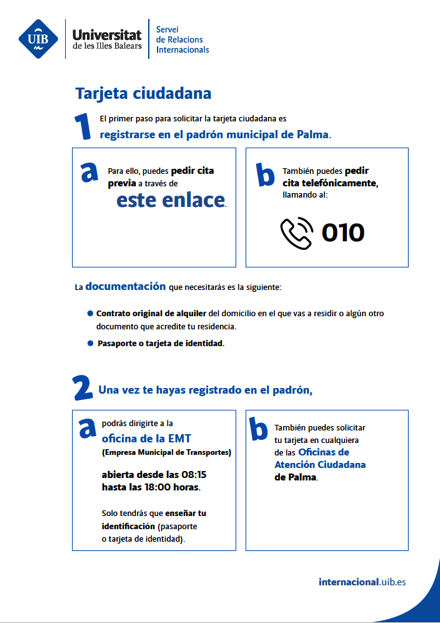 UIB
Universitat
de les Illes Balears
Servei
de Relacions
Internacionals
Tarjeta ciudadana
1
El primer paso para solicitar la tarjeta ciudadana es
registrarse en el padrón municipal de Palma.
a
Para ello, puedes pedir cita
previa a través de
este enlace.
b
También puedes pedir
cita telefónicamente,
llamando al:
010
La documentación que necesitarás es la siguiente:
● Contrato original de alquiler del domicilio en el que vas a residir o algún otro
documento que acredite tu residencia.
● Pasaporte o tarjeta de identidad.
2
Una vez te hayas registrado en el padrón,
a
podrás dirigirte a la
oficina de la EMT
(Empresa Municipal de Transportes)
abierta desde las 08:15
hasta las 18:00 horas.
Solo tendrás que enseñar tu
identificación (pasaporte
o tarjeta de identidad).
b
También puedes solicitar
tu tarjeta en cualquiera
de las Oficinas de
Atención Ciudadana
de Palma.
internacional.uib.es